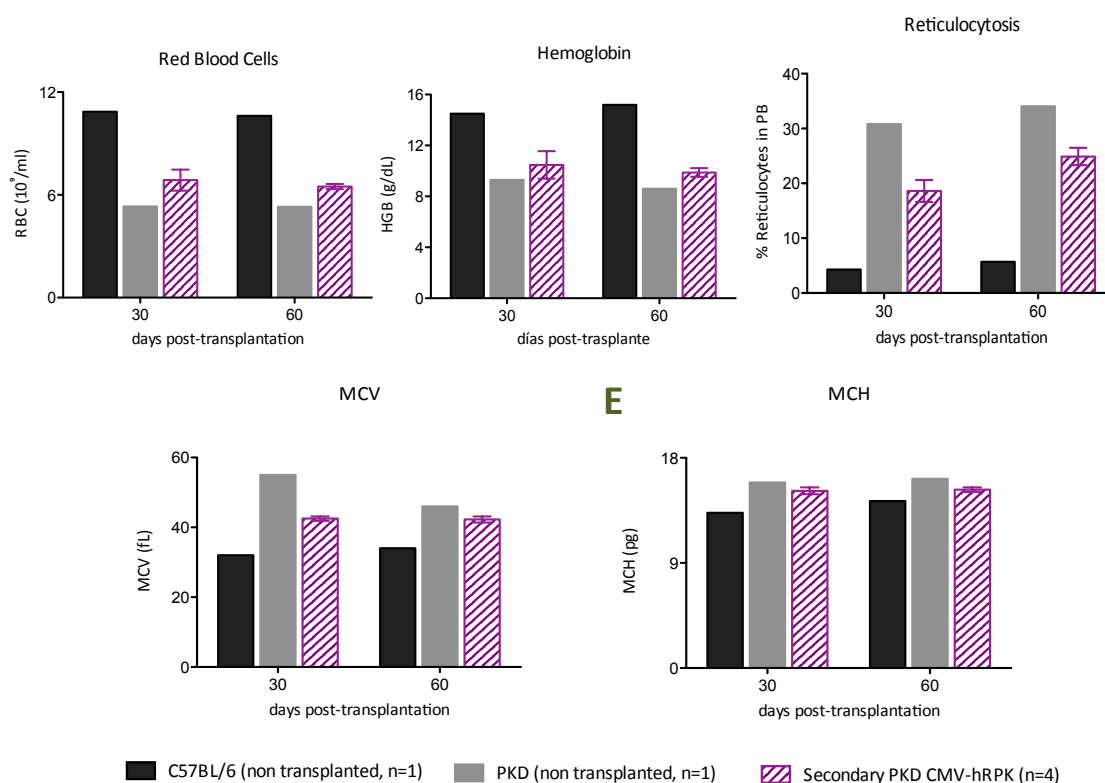 Reticulocytosis
Red Blood Cells
Hemoglobin
12
6
0
RBC (10⁹/ml)
30
60
days post-transplantation
16
12
8
4
0
HGB (g/dL)
30
60
días post-trasplante
40
30
20
10
0
% Reticulocytes in PB
30
60
days post-transplantation
MCV
E
MCH
60
40
20
0
MCV (fL)
30
60
days post-transplantation
18
9
0
MCH (pg)
30
60
days post-transplantation
C57BL/6 (non transplanted, n=1)
PKD (non transplanted, n=1)
Secondary PKD CMV-hRPK (n=4)